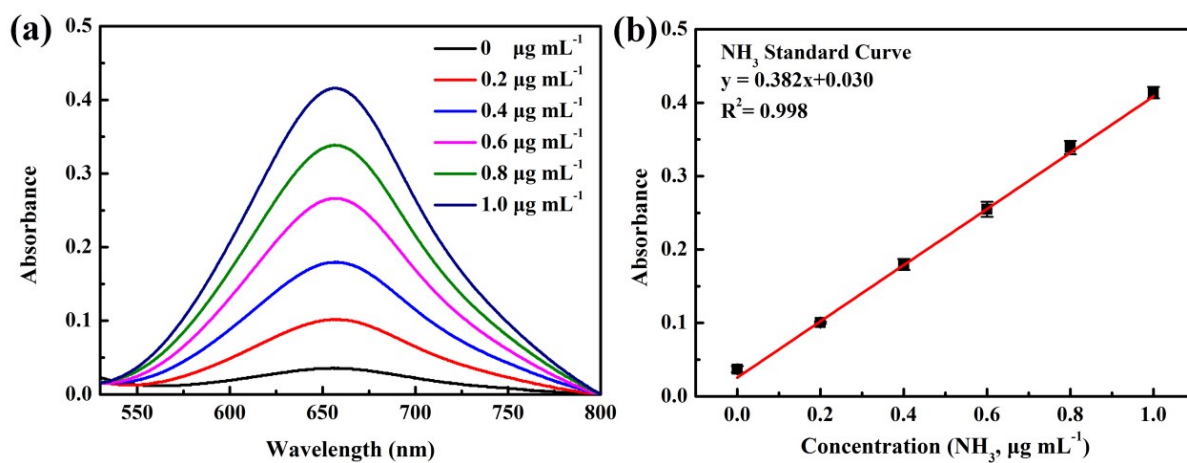 (a)
0.5
0.4
0.3
0.2
0.1
0.0
Absorbance
550 600 650 700 750 800
Wavelength (nm)
0 μg mL⁻¹
0.2 μg mL⁻¹
0.4 μg mL⁻¹
0.6 μg mL⁻¹
0.8 μg mL⁻¹
1.0 μg mL⁻¹
(b)
0.5
0.4
0.3
0.2
0.1
0.0
Absorbance
NH₃ Standard Curve
y = 0.382x+0.030
R²= 0.998
0.0 0.2 0.4 0.6 0.8 1.0
Concentration (NH₃, μg mL⁻¹)